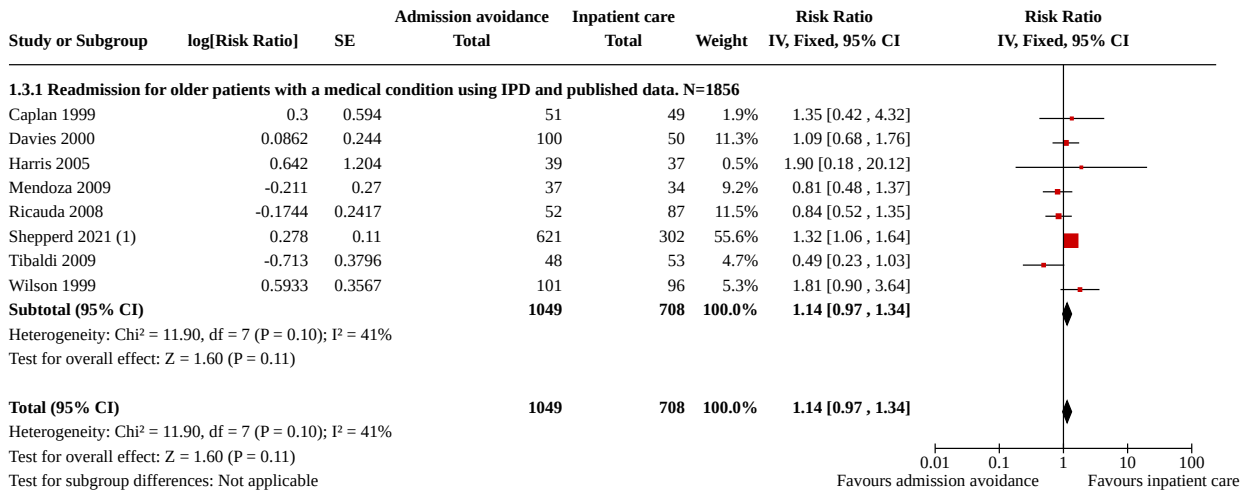 Admission avoidance Inpatient care Risk Ratio Risk Ratio
Study or Subgroup log[Risk Ratio] SE Total Total Weight IV, Fixed, 95% CI IV, Fixed, 95% CI
1.3.1 Readmission for older patients with a medical condition using IPD and published data. N=1856
Caplan 1999 0.3 0.594 51 49 1.9% 1.35 [0.42 , 4.32]
Davies 2000 0.0862 0.244 100 50 11.3% 1.09 [0.68 , 1.76]
Harris 2005 0.642 1.204 39 37 0.5% 1.90 [0.18 , 20.12]
Mendoza 2009 -0.211 0.27 37 34 9.2% 0.81 [0.48 , 1.37]
Ricauda 2008 -0.1744 0.2417 52 87 11.5% 0.84 [0.52 , 1.35]
Shepperd 2021 (1) 0.278 0.11 621 302 55.6% 1.32 [1.06 , 1.64]
Tibaldi 2009 -0.713 0.3796 48 53 4.7% 0.49 [0.23 , 1.03]
Wilson 1999 0.5933 0.3567 101 96 5.3% 1.81 [0.90 , 3.64]
Subtotal (95% CI) 1049 708 100.0% 1.14 [0.97 , 1.34]
Heterogeneity: Chi² = 11.90, df = 7 (P = 0.10); I² = 41%
Test for overall effect: Z = 1.60 (P = 0.11)
Total (95% CI) 1049 708 100.0% 1.14 [0.97 , 1.34]
Heterogeneity: Chi² = 11.90, df = 7 (P = 0.10); I² = 41%
Test for overall effect: Z = 1.60 (P = 0.11) 0.01 0.1 1 10 100
Test for subgroup differences: Not applicable Favours admission avoidance Favours inpatient care